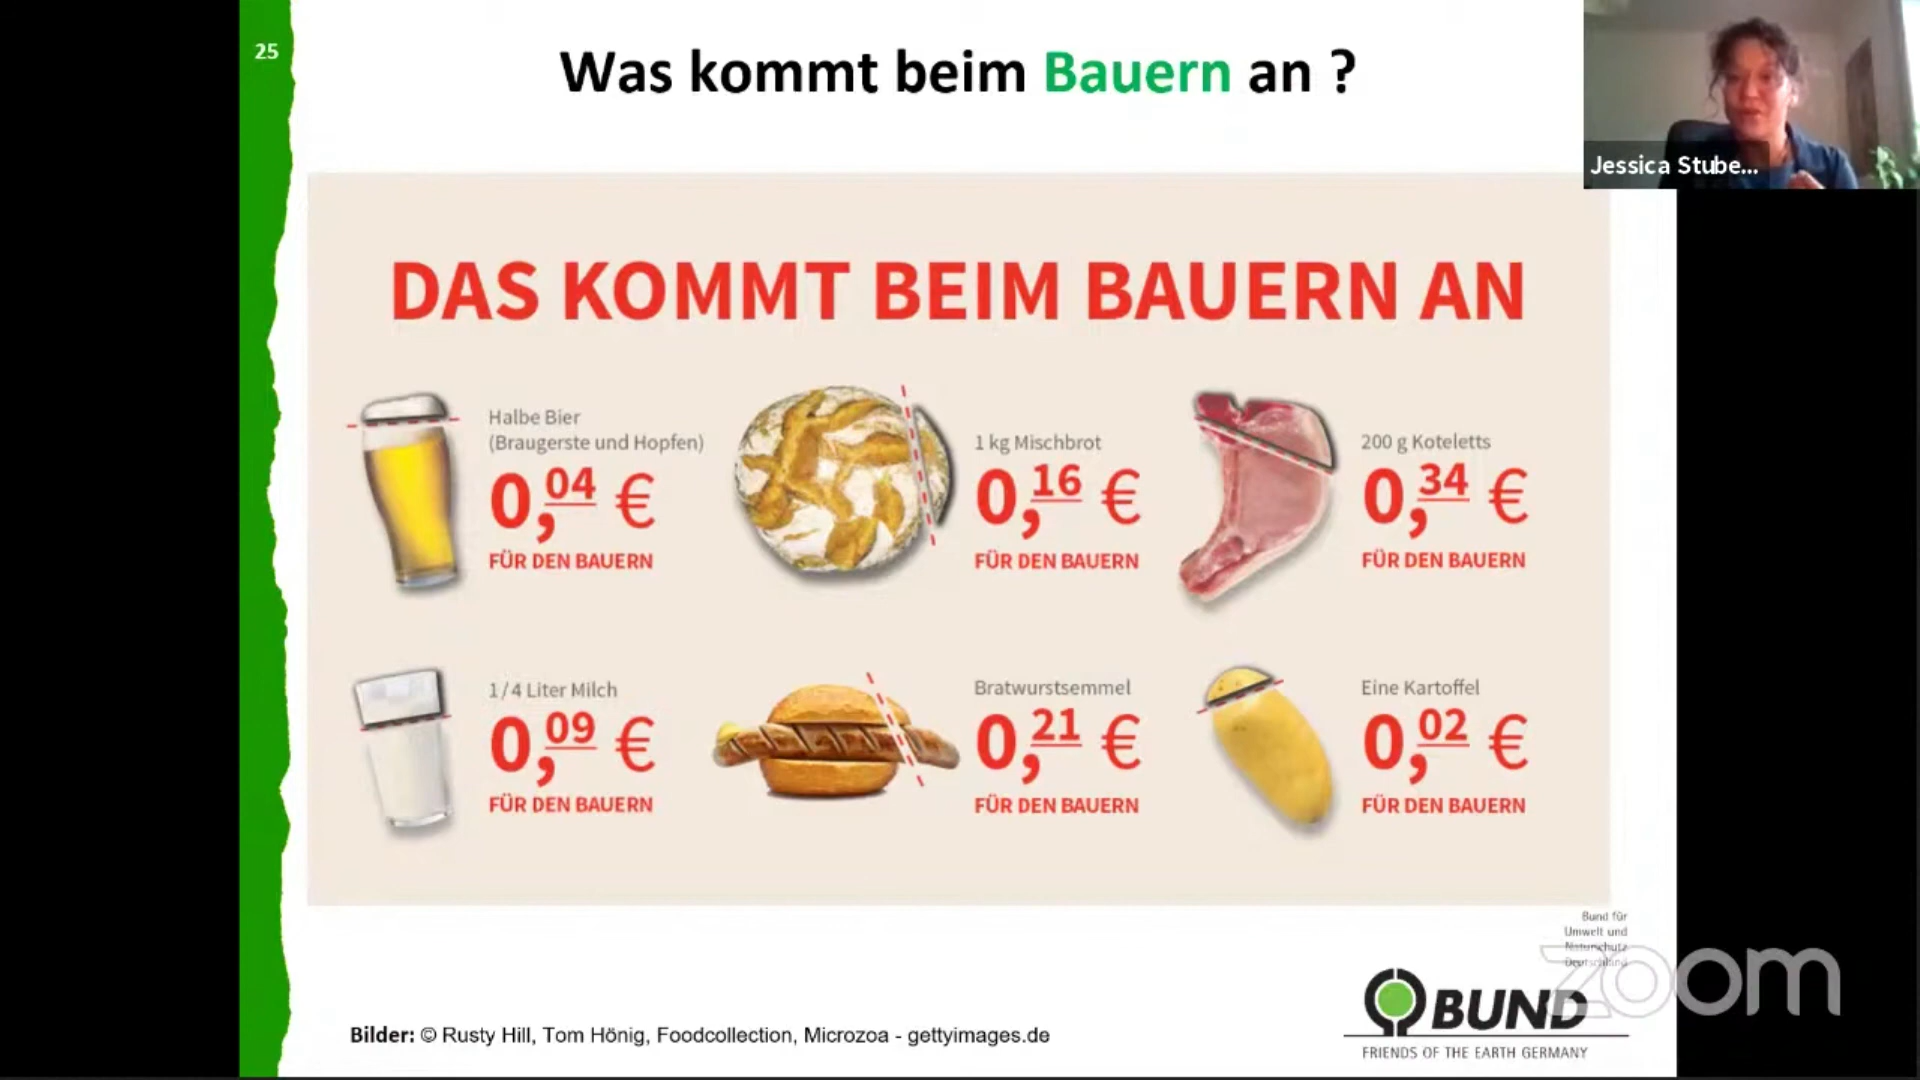 25
Was kommt beim Bauern an ?
Jessica Stube...
DAS KOMMT BEIM BAUERN AN
Halbe Bier
(Braugerste und Hopfen)
0,04 €
FÜR DEN BAUERN
1 kg Mischbrot
0,16 €
FÜR DEN BAUERN
200 g Koteletts
0,34 €
FÜR DEN BAUERN
1/4 Liter Milch
0,09 €
FÜR DEN BAUERN
Bratwurstsemmel
0,21 €
FÜR DEN BAUERN
Eine Kartoffel
0,02 €
FÜR DEN BAUERN
Bund für
Umwelt und
Naturschutz
Deutschland
zoom
BUND
FRIENDS OF THE EARTH GERMANY
Bilder: © Rusty Hill, Tom Hönig, Foodcollection, Microzoa - gettyimages.de